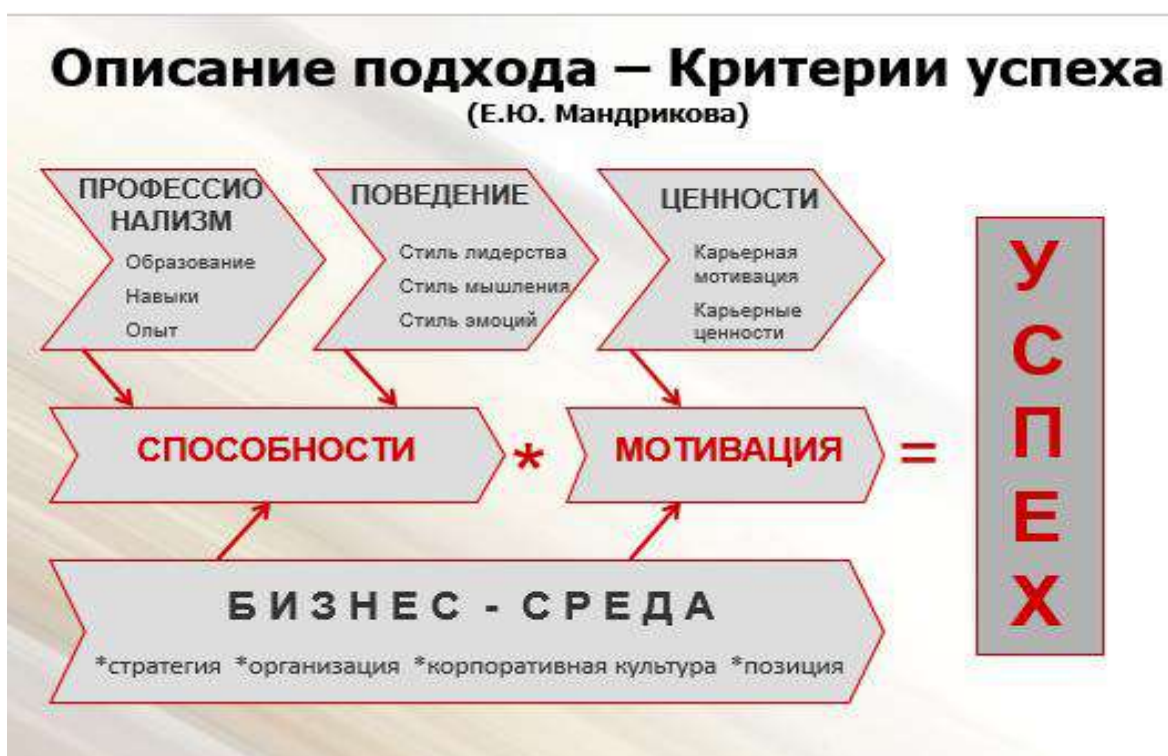 Описание подхода – Критерии успеха
(Е.Ю. Мандрикова)
ПРОФЕССИО
НАЛИЗМ
Образование
Навыки
Опыт
ПОВЕДЕНИЕ
Стиль лидерства
Стиль мышления
Стиль эмоций
ЦЕННОСТИ
Карьерная
мотивация
Карьерные
ценности
СПОСОБНОСТИ * МОТИВАЦИЯ =
УСПЕХ
БИЗНЕС - СРЕДА
*стратегия *организация *корпоративная культура *позиция